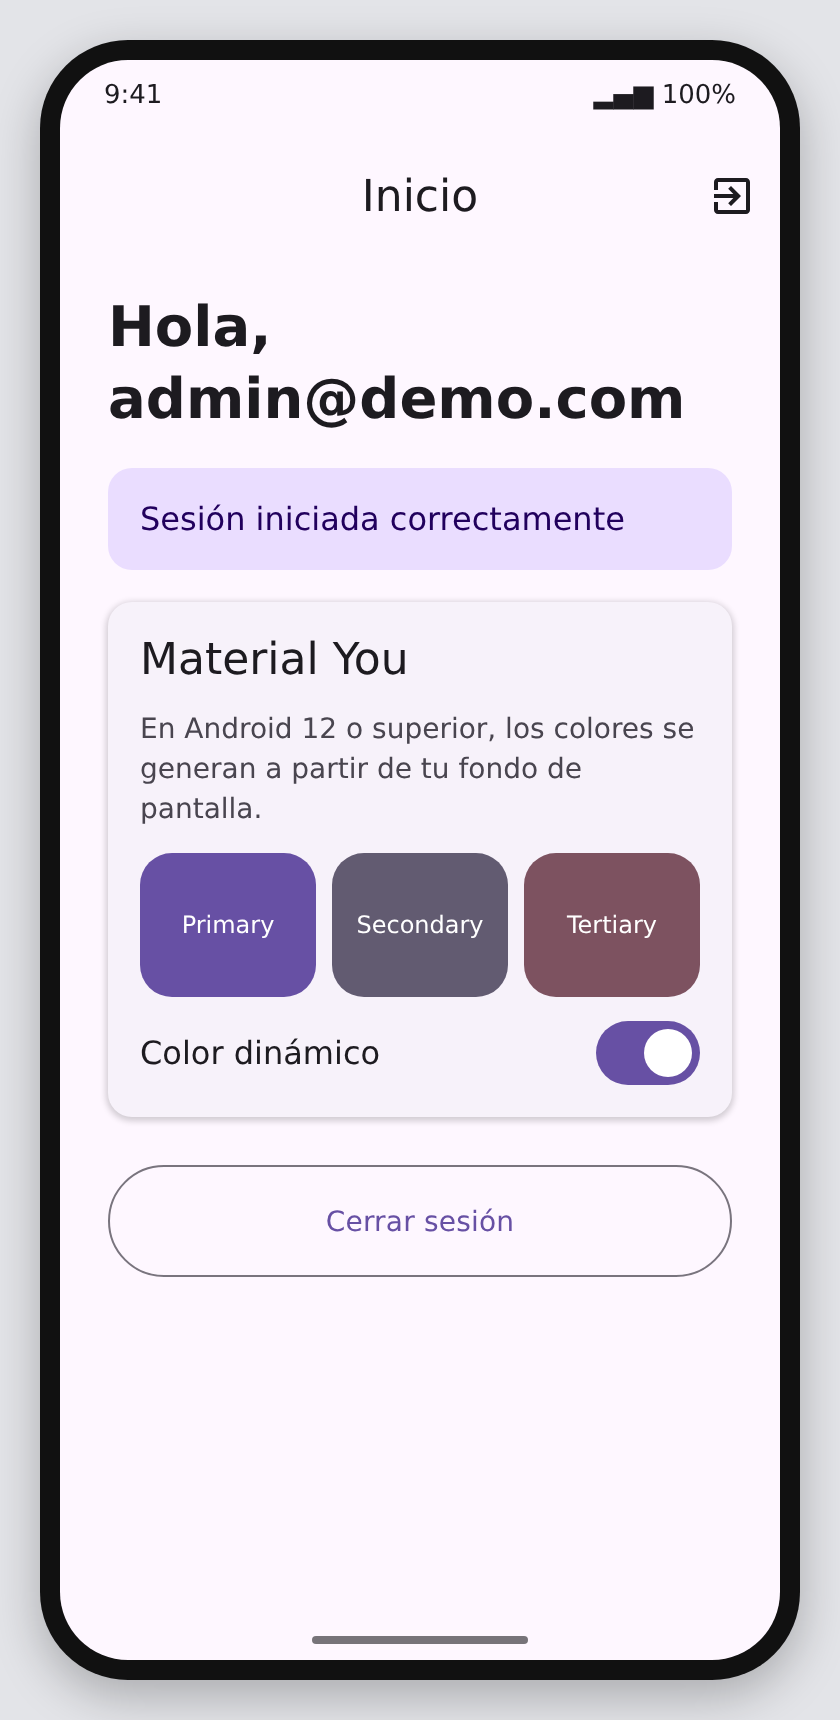 9:41
100%
Inicio
Hola,
admin@demo.com
Sesión iniciada correctamente
Material You
En Android 12 o superior, los colores se
generan a partir de tu fondo de
pantalla.
Primary
Secondary
Tertiary
Color dinámico
Cerrar sesión